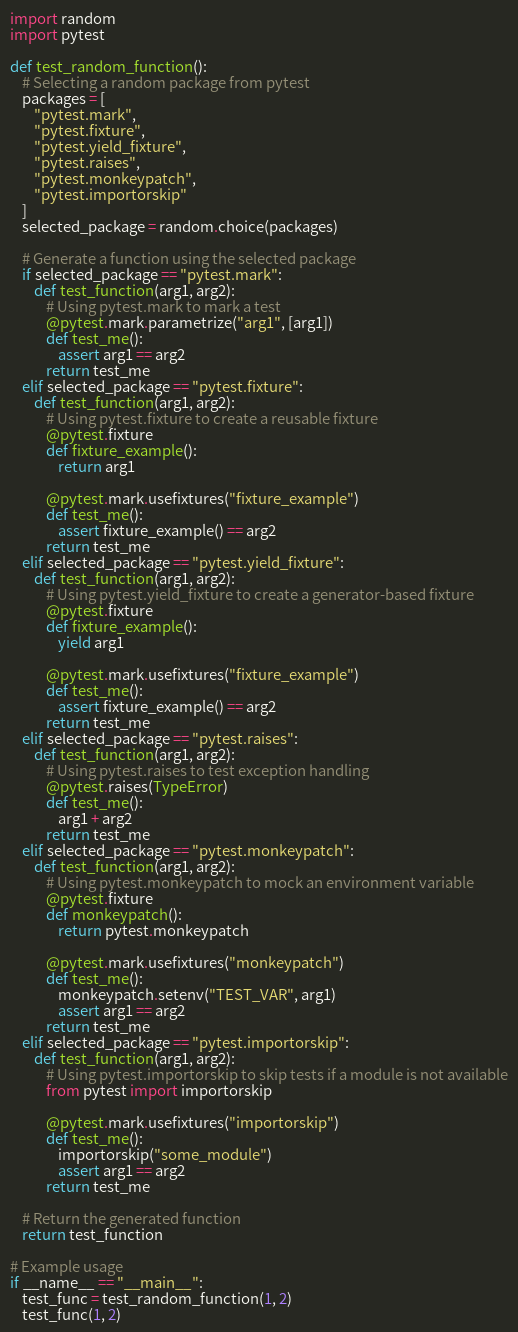 import random
import pytest

def test_random_function():
    # Selecting a random package from pytest
    packages = [
        "pytest.mark",
        "pytest.fixture",
        "pytest.yield_fixture",
        "pytest.raises",
        "pytest.monkeypatch",
        "pytest.importorskip"
    ]
    selected_package = random.choice(packages)

    # Generate a function using the selected package
    if selected_package == "pytest.mark":
        def test_function(arg1, arg2):
            # Using pytest.mark to mark a test
            @pytest.mark.parametrize("arg1", [arg1])
            def test_me():
                assert arg1 == arg2
            return test_me
    elif selected_package == "pytest.fixture":
        def test_function(arg1, arg2):
            # Using pytest.fixture to create a reusable fixture
            @pytest.fixture
            def fixture_example():
                return arg1

            @pytest.mark.usefixtures("fixture_example")
            def test_me():
                assert fixture_example() == arg2
            return test_me
    elif selected_package == "pytest.yield_fixture":
        def test_function(arg1, arg2):
            # Using pytest.yield_fixture to create a generator-based fixture
            @pytest.fixture
            def fixture_example():
                yield arg1

            @pytest.mark.usefixtures("fixture_example")
            def test_me():
                assert fixture_example() == arg2
            return test_me
    elif selected_package == "pytest.raises":
        def test_function(arg1, arg2):
            # Using pytest.raises to test exception handling
            @pytest.raises(TypeError)
            def test_me():
                arg1 + arg2
            return test_me
    elif selected_package == "pytest.monkeypatch":
        def test_function(arg1, arg2):
            # Using pytest.monkeypatch to mock an environment variable
            @pytest.fixture
            def monkeypatch():
                return pytest.monkeypatch

            @pytest.mark.usefixtures("monkeypatch")
            def test_me():
                monkeypatch.setenv("TEST_VAR", arg1)
                assert arg1 == arg2
            return test_me
    elif selected_package == "pytest.importorskip":
        def test_function(arg1, arg2):
            # Using pytest.importorskip to skip tests if a module is not available
            from pytest import importorskip

            @pytest.mark.usefixtures("importorskip")
            def test_me():
                importorskip("some_module")
                assert arg1 == arg2
            return test_me

    # Return the generated function
    return test_function

# Example usage
if __name__ == "__main__":
    test_func = test_random_function(1, 2)
    test_func(1, 2)